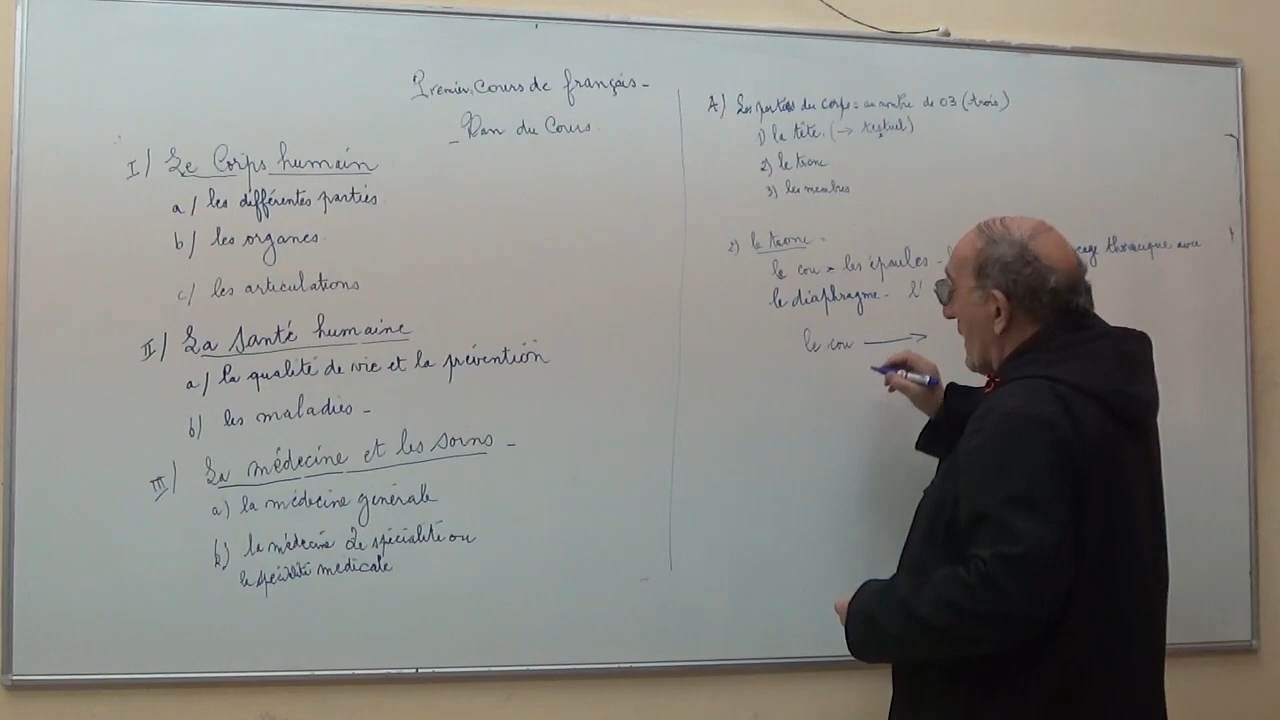 Premier Cours de français -
- Plan du Cours.
I) Le Corps humain
a) les différentes parties
b) les organes
c) les articulations
II) La santé humaine
a) la qualité de vie et la prévention
b) les maladies -
III) La médecine et les soins -
a) la médecine générale
b) la médecine de spécialité ou
la spécialité médicale
A) Les parties du corps = au nombre de 03 (trois)
1) la tête. (→ textuel)
2) le tronc
3) les membres
2) le tronc =
le cou - les épaules - cage thoracique avec
le diaphragme - l'
le cou →